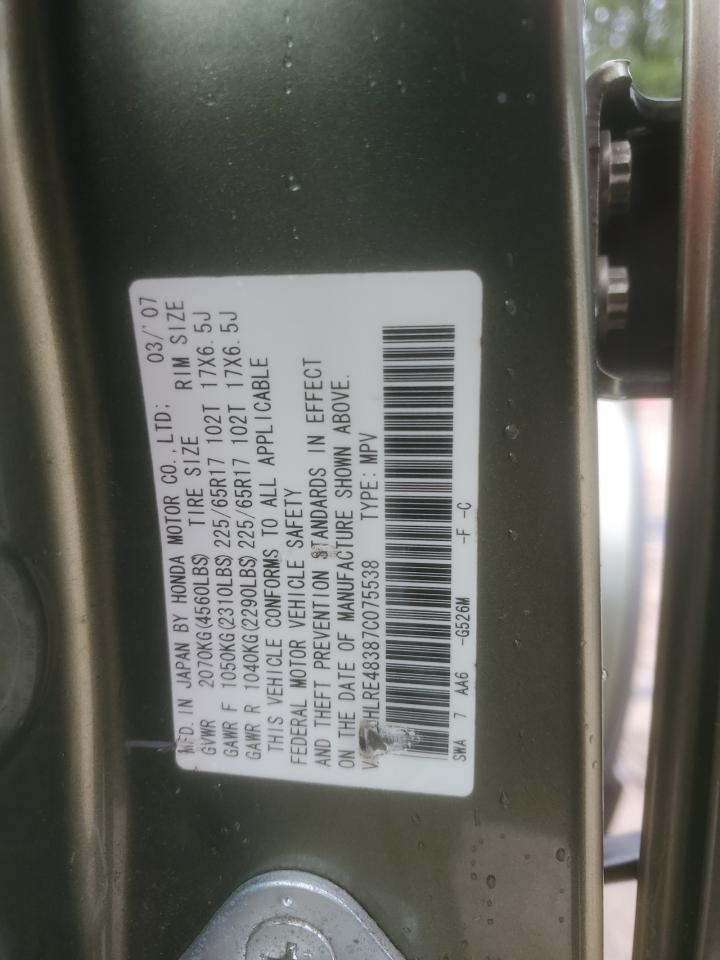 MFD. IN JAPAN BY HONDA MOTOR CO.,LTD; 03/'07
GVWR 2070KG(4560LBS) TIRE SIZE RIM SIZE
GAWR F 1050KG(2310LBS) 225/65R17 102T 17X6.5J
GAWR R 1040KG(2290LBS) 225/65R17 102T 17X6.5J
THIS VEHICLE CONFORMS TO ALL APPLICABLE
FEDERAL MOTOR VEHICLE SAFETY
AND THEFT PREVENTION STANDARDS IN EFFECT
ON THE DATE OF MANUFACTURE SHOWN ABOVE.
HLRE48387C075538 TYPE: MPV
SWA 7 AA6 -G526M -F -C